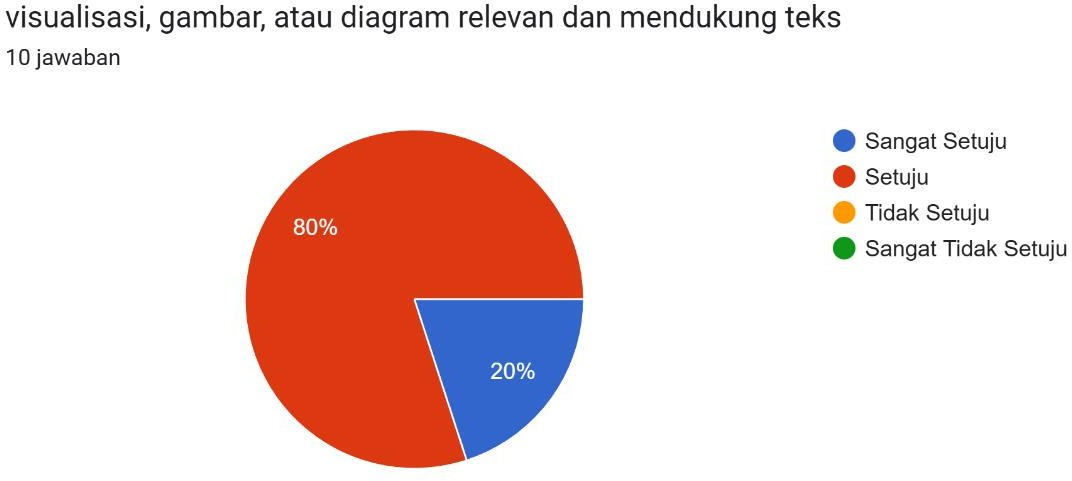 visualisasi, gambar, atau diagram relevan dan mendukung teks
10 jawaban
Sangat Setuju
Setuju
Tidak Setuju
Sangat Tidak Setuju
80%
20%